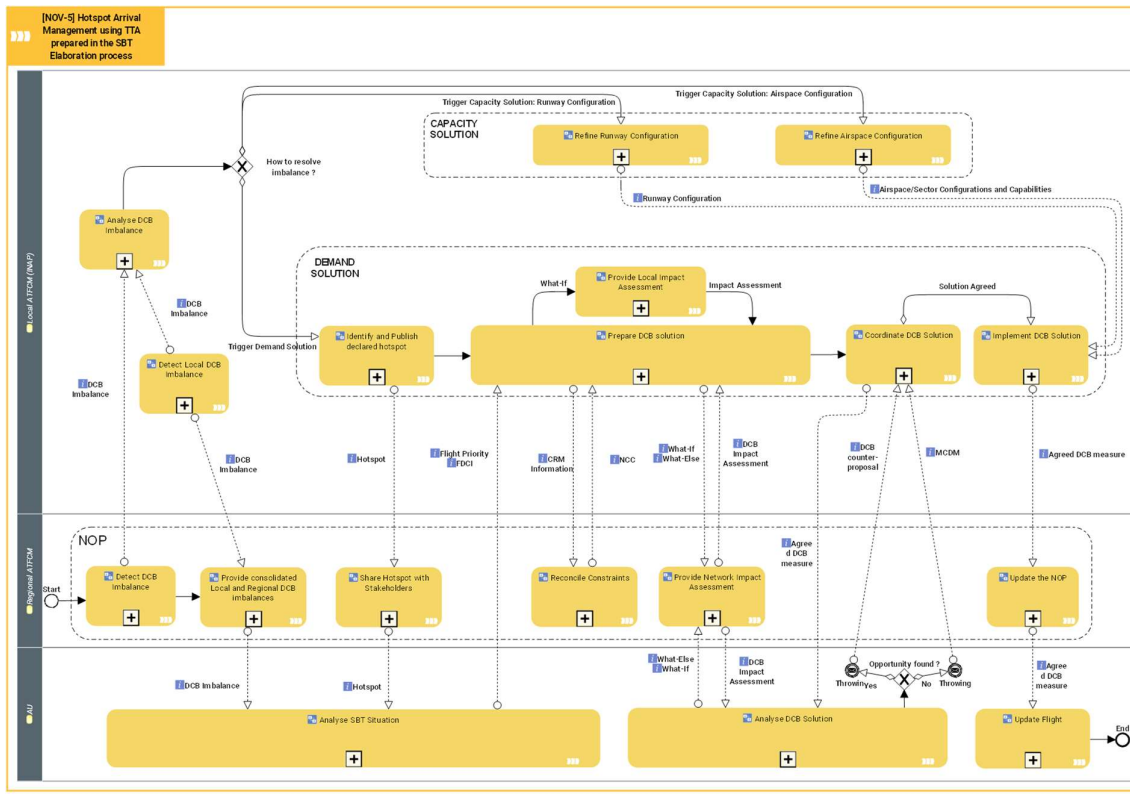 [NOV-5] Hotspot Arrival
Management using TTA
prepared in the SBT
Elaboration process
Local ATFCM (INAP)
Trigger Capacity Solution: Runway Configuration
Trigger Capacity Solution: Airspace Configuration
CAPACITY
SOLUTION
Refine Runway Configuration
Refine Airspace Configuration
How to resolve
imbalance ?
Runway Configuration
Airspace/Sector Configurations and Capabilities
Analyse DCB
Imbalance
DCB
Imbalance
DCB
Imbalance
Detect Local DCB
Imbalance
DCB
Imbalance
Trigger Demand Solution
DEMAND
SOLUTION
What-If
Provide Local Impact
Assessment
Impact Assessment
Solution Agreed
Identify and Publish
declared hotspot
Prepare DCB solution
Coordinate DCB Solution
Implement DCB Solution
Hotspot
Flight Priority
FDCI
CRM
Information
NCC
What-If
What-Else
DCB
Impact
Assessment
DCB
counter-
proposal
MCDM
Agreed DCB measure
Agree
d DCB
measure
Regional ATFCM
NOP
Start
Detect DCB
Imbalance
Provide consolidated
Local and Regional DCB
imbalances
Share Hotspot with
Stakeholders
Reconcile Constraints
Provide Network Impact
Assessment
Update the NOP
AU
DCB Imbalance
Hotspot
What-Else
What-If
DCB
Impact
Assessment
Opportunity found ?
Throwin
Yes
No
Throwing
Agree
d DCB
measure
Analyse SBT Situation
Analyse DCB Solution
Update Flight
End